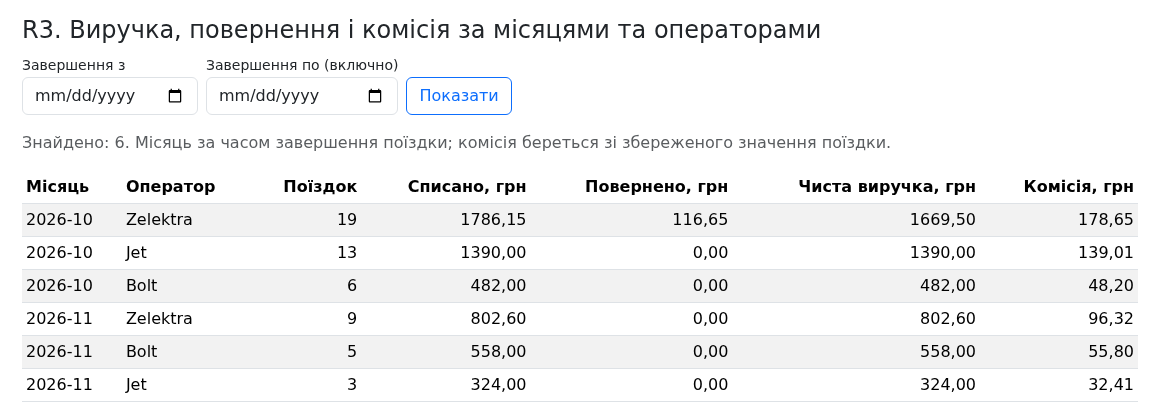 R3. Виручка, повернення і комісія за місяцями та операторами
Завершення з Завершення по (включно)
mm/dd/yyyy mm/dd/yyyy Показати
Знайдено: 6. Місяць за часом завершення поїздки; комісія береться зі збереженого значення поїздки.
Місяць Оператор Поїздок Списано, грн Повернено, грн Чиста виручка, грн Комісія, грн
2026-10 Zelektra 19 1786,15 116,65 1669,50 178,65
2026-10 Jet 13 1390,00 0,00 1390,00 139,01
2026-10 Bolt 6 482,00 0,00 482,00 48,20
2026-11 Zelektra 9 802,60 0,00 802,60 96,32
2026-11 Bolt 5 558,00 0,00 558,00 55,80
2026-11 Jet 3 324,00 0,00 324,00 32,41